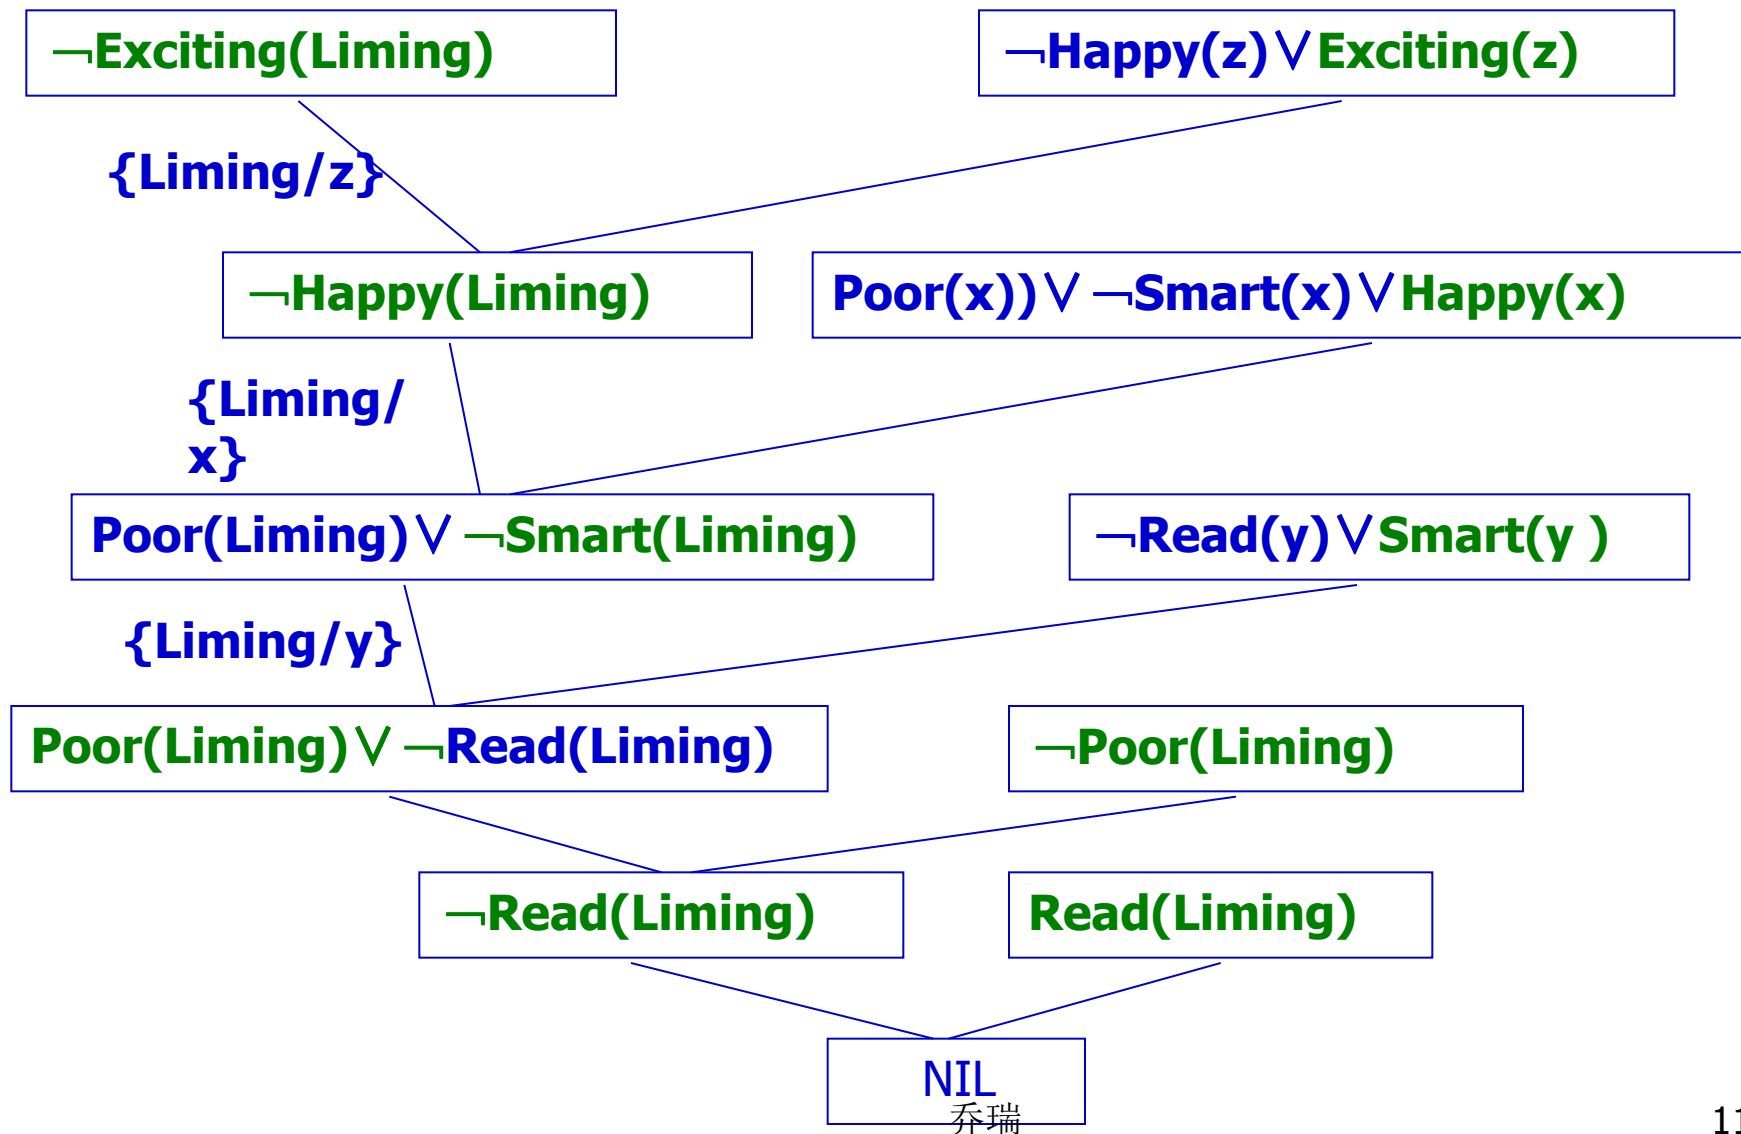 ¬Exciting(Liming)
¬Happy(z)∨Exciting(z)
{Liming/z}
¬Happy(Liming)
Poor(x))∨¬Smart(x)∨Happy(x)
{Liming/
x}
Poor(Liming)∨¬Smart(Liming)
¬Read(y)∨Smart(y )
{Liming/y}
Poor(Liming)∨¬Read(Liming)
¬Poor(Liming)
¬Read(Liming)
Read(Liming)
NIL
乔瑞
11